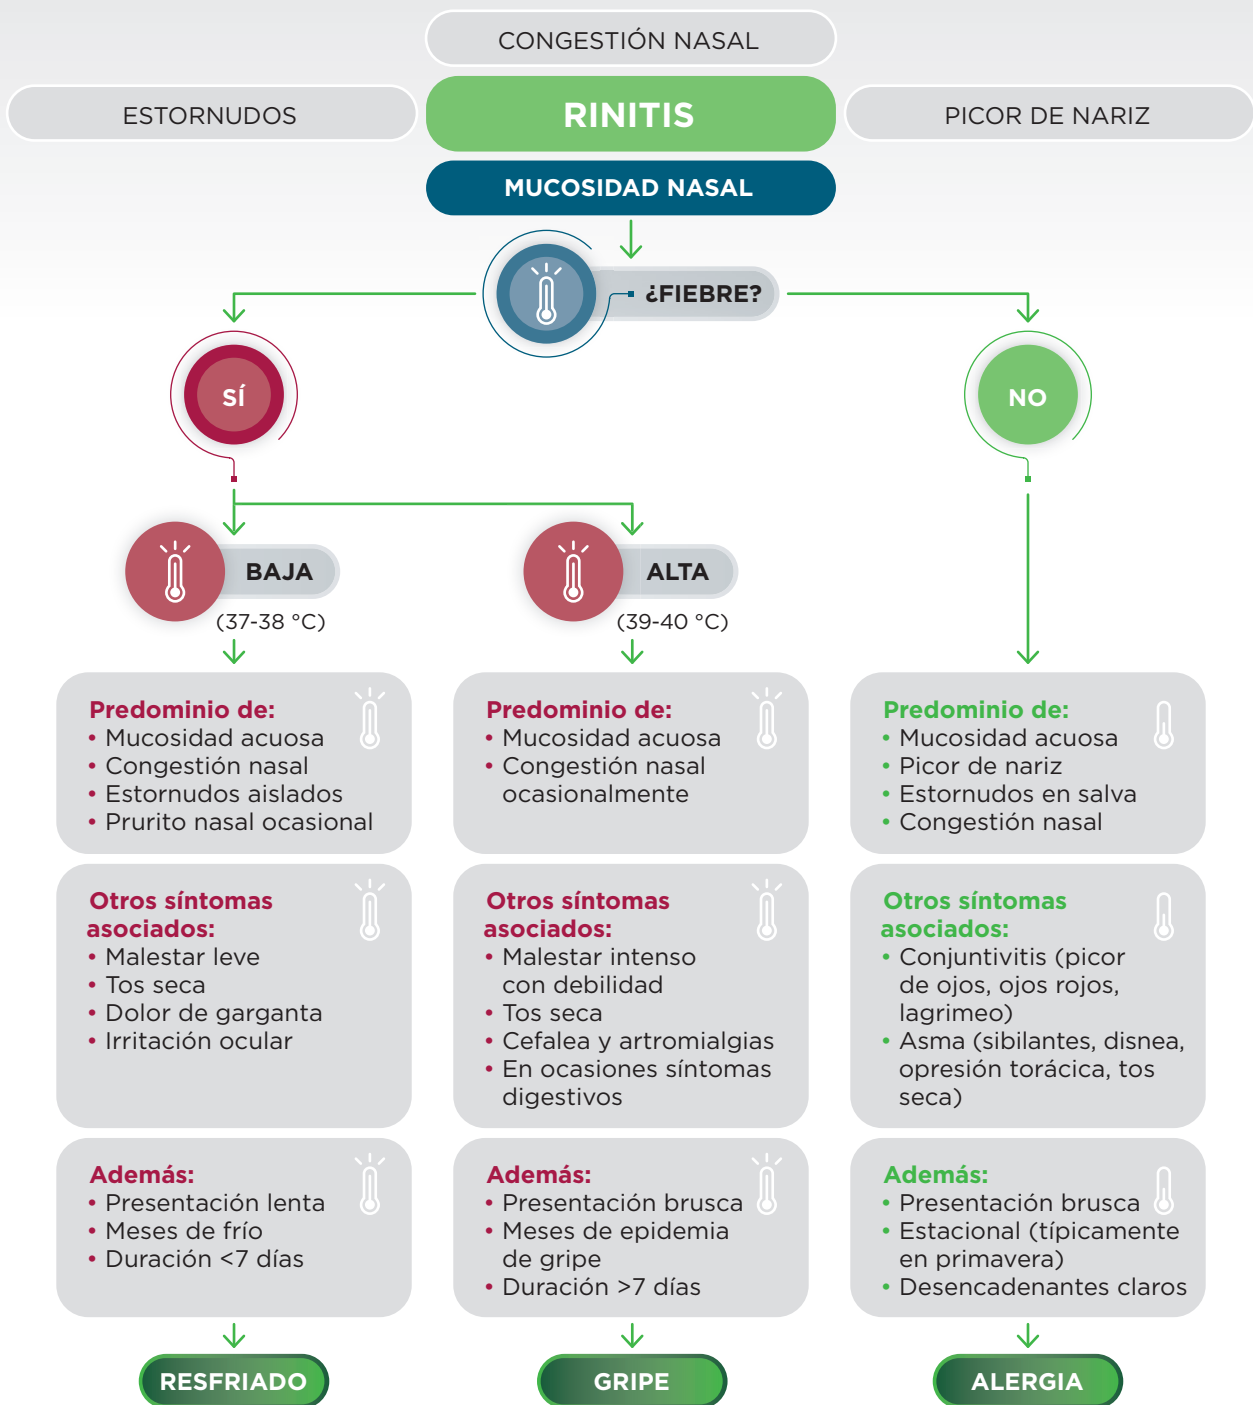 CONGESTIÓN NASAL
ESTORNUDOS
RINITIS
PICOR DE NARIZ
MUCOSIDAD NASAL
¿FIEBRE?
SÍ
NO
BAJA
(37-38 °C)
ALTA
(39-40 °C)
Predominio de:
• Mucosidad acuosa
• Congestión nasal
• Estornudos aislados
• Prurito nasal ocasional
Predominio de:
• Mucosidad acuosa
• Congestión nasal
ocasionalmente
Predominio de:
• Mucosidad acuosa
• Picor de nariz
• Estornudos en salva
• Congestión nasal
Otros síntomas
asociados:
• Malestar leve
• Tos seca
• Dolor de garganta
• Irritación ocular
Otros síntomas
asociados:
• Malestar intenso
con debilidad
• Tos seca
• Cefalea y artromialgias
• En ocasiones síntomas
digestivos
Otros síntomas
asociados:
• Conjuntivitis (picor
de ojos, ojos rojos,
lagrimeo)
• Asma (sibilantes, disnea,
opresión torácica, tos
seca)
Además:
• Presentación lenta
• Meses de frío
• Duración <7 días
Además:
• Presentación brusca
• Meses de epidemia
de gripe
• Duración >7 días
Además:
• Presentación brusca
• Estacional (típicamente
en primavera)
• Desencadenantes claros
RESFRIADO
GRIPE
ALERGIA